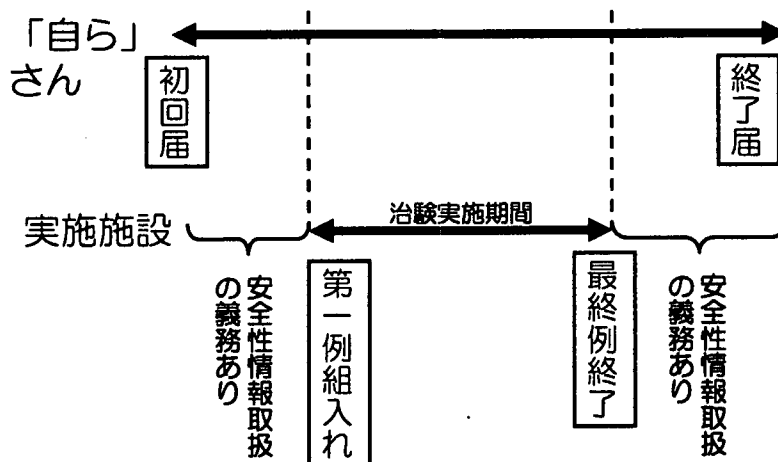 「自ら」
さん
初回届
終了届
実施施設
治験実施期間
安全性情報取扱
の義務あり
第一例組入れ
最終例終了
安全性情報取扱
の義務あり